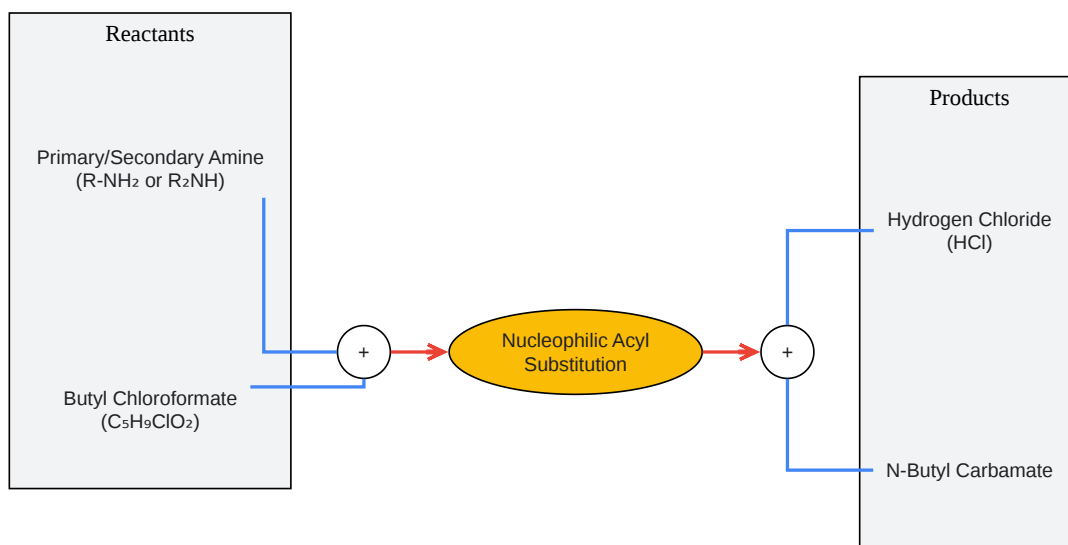 Reactants
Primary/Secondary Amine
(R-NH₂ or R₂NH)
Butyl Chloroformate
(C₅H₉ClO₂)
+
Nucleophilic Acyl
Substitution
+
Products
Hydrogen Chloride
(HCl)
N-Butyl Carbamate